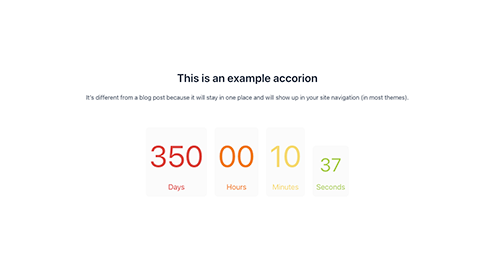 This is an example accorion
It's different from a blog post because it will stay in one place and will show up in your site navigation (in most themes).
350 00 10 37
Days Hours Minutes Seconds